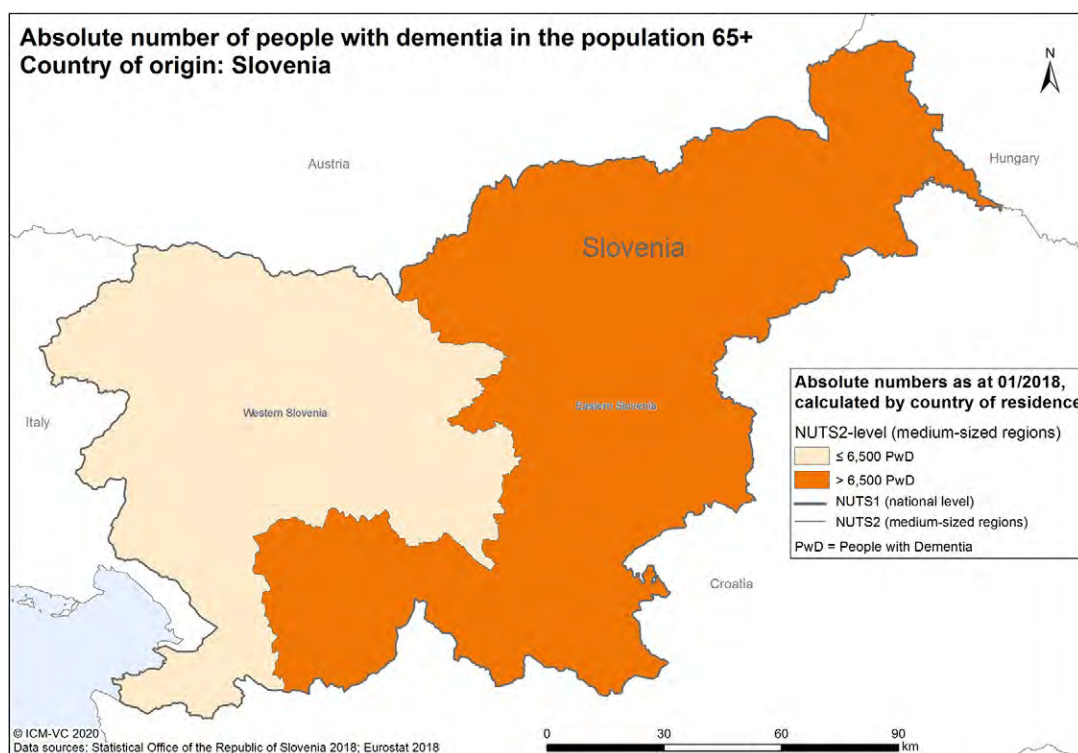 Absolute number of people with dementia in the population 65+
Country of origin: Slovenia
N
Austria
Hungary
Slovenia
Italy
Western Slovenia
Eastern Slovenia
Croatia
Absolute numbers as at 01/2018,
calculated by country of residence
NUTS2-level (medium-sized regions)
≤ 6,500 PwD
> 6,500 PwD
NUTS1 (national level)
NUTS2 (medium-sized regions)
PwD = People with Dementia
© ICM-VC 2020
Data sources: Statistical Office of the Republic of Slovenia 2018; Eurostat 2018
0 30 60 90
km